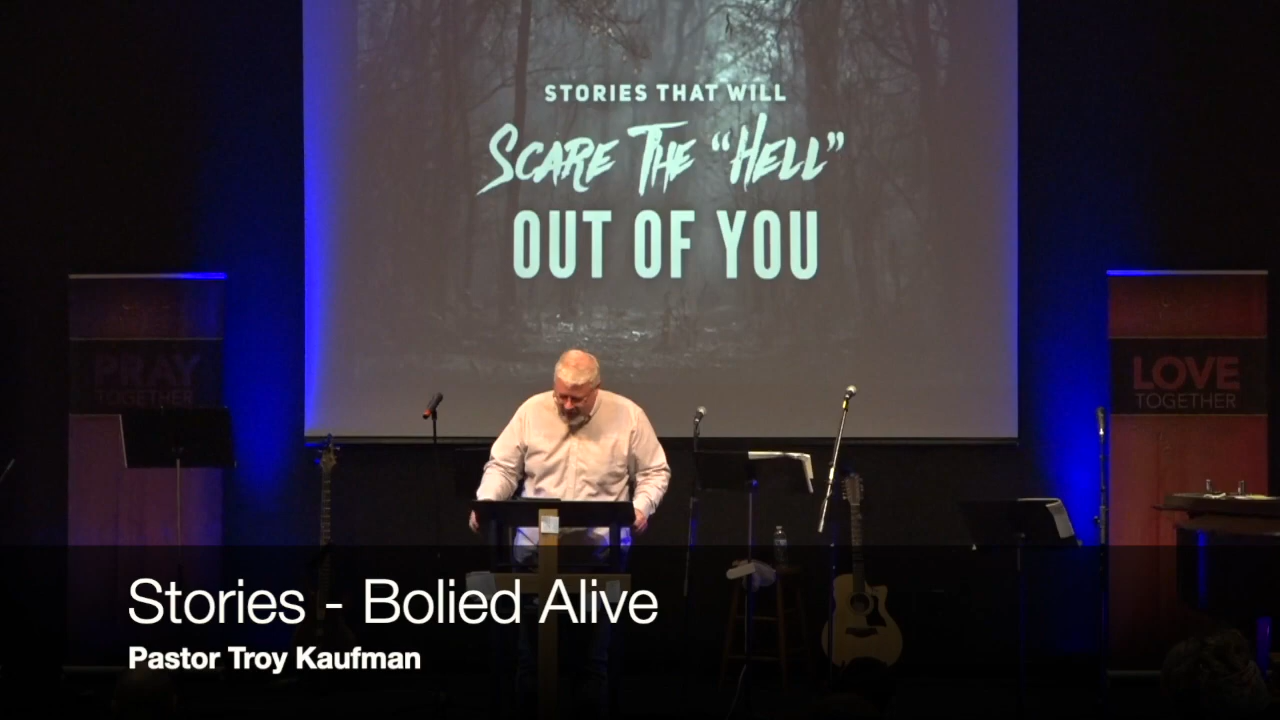 STORIES THAT WILL
SCARE THE "HELL"
OUT OF YOU
PRAY
TOGETHER
LOVE
TOGETHER
Stories - Bolied Alive
Pastor Troy Kaufman